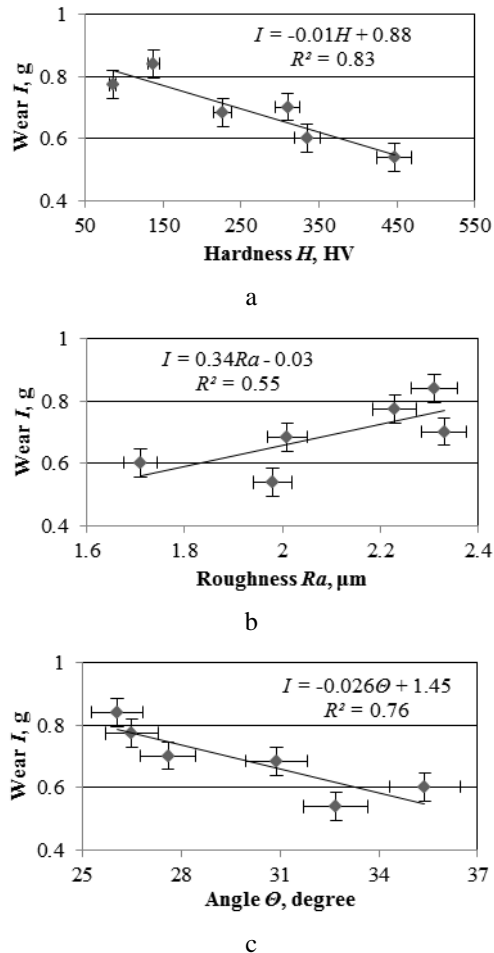 I = -0.01H + 0.88
R² = 0.83
1
0.8
0.6
0.4
Wear I, g
50 150 250 350 450 550
Hardness H, HV
a
I = 0.34Ra - 0.03
R² = 0.55
1
0.8
0.6
0.4
Wear I, g
1.6 1.8 2 2.2 2.4
Roughness Ra, µm
b
I = -0.026Θ + 1.45
R² = 0.76
1
0.8
0.6
0.4
Wear I, g
25 28 31 34 37
Angle Θ, degree
c